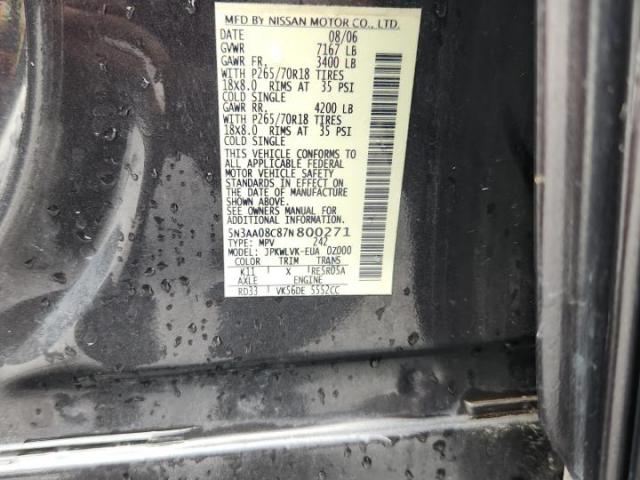 MFD BY NISSAN MOTOR CO., LTD.
DATE 08/06
GVWR 7167 LB
GAWR FR. 3400 LB
WITH P265/70R18 TIRES
18X8.0 RIMS AT 35 PSI
COLD SINGLE
GAWR RR. 4200 LB
WITH P265/70R18 TIRES
18X8.0 RIMS AT 35 PSI
COLD SINGLE
THIS VEHICLE CONFORMS TO
ALL APPLICABLE FEDERAL
MOTOR VEHICLE SAFETY
STANDARDS IN EFFECT ON
THE DATE OF MANUFACTURE
SHOWN ABOVE.
SEE OWNERS MANUAL FOR
ADDITIONAL INFORMATION.
5N3AA08C87N800271
TYPE: MPV 242
MODEL: JPKWLVK-EUA 0Z000
COLOR TRIM TRANS
K11 X RE5R05A
AXLE ENGINE
RD33 VK56DE 5552CC